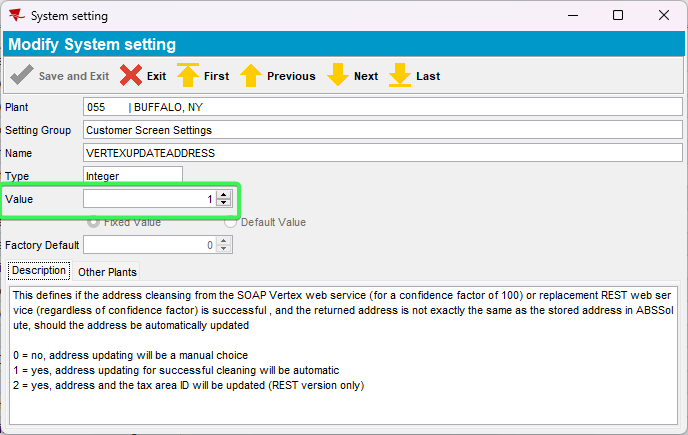 System setting
Modify System setting
Save and Exit Exit First Previous Next Last
Plant 055 | BUFFALO, NY
Setting Group Customer Screen Settings
Name VERTEXUPDATEADDRESS
Type Integer
Value 1
Fixed Value Default Value
Factory Default 0
Description Other Plants
This defines if the address cleansing from the SOAP Vertex web service (for a confidence factor of 100) or replacement REST web ser
vice (regardless of confidence factor) is successful , and the returned address is not exactly the same as the stored address in ABSSol
ute, should the address be automatically updated
0 = no, address updating will be a manual choice
1 = yes, address updating for successful cleaning will be automatic
2 = yes, address and the tax area ID will be updated (REST version only)